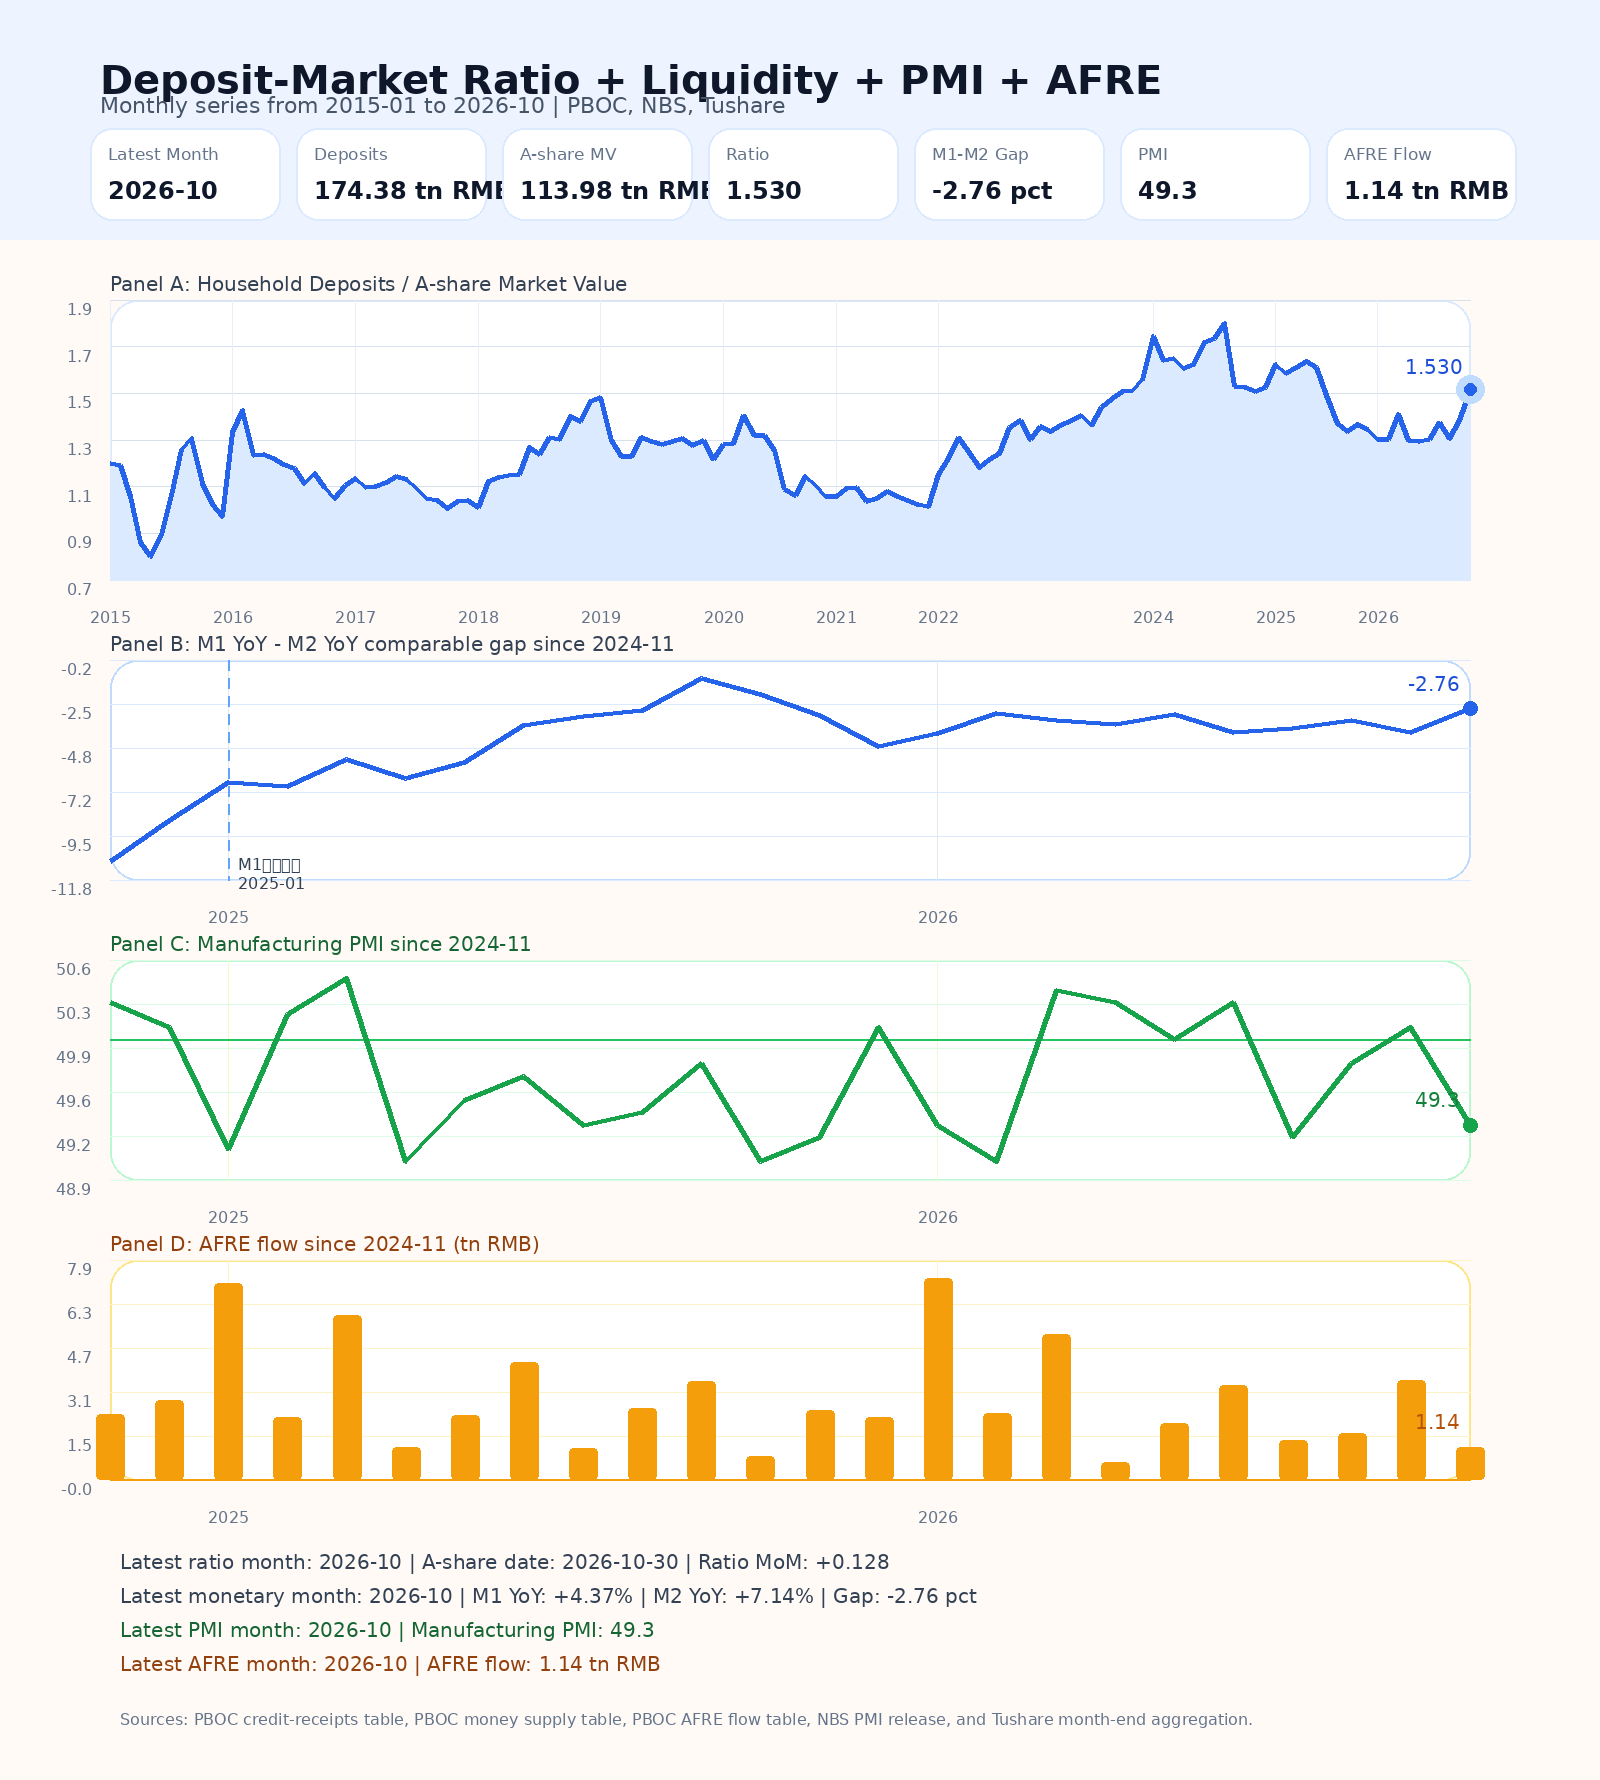 Deposit-Market Ratio + Liquidity + PMI + AFRE
Monthly series from 2015-01 to 2026-10 | PBOC, NBS, Tushare
Latest Month
2026-10
Deposits
174.38 tn RMB
A-share MV
113.98 tn RMB
Ratio
1.530
M1-M2 Gap
-2.76 pct
PMI
49.3
AFRE Flow
1.14 tn RMB
Panel A: Household Deposits / A-share Market Value
1.9
1.7
1.5
1.3
1.1
0.9
0.7
1.530
2015 2016 2017 2018 2019 2020 2021 2022 2024 2025 2026
Panel B: M1 YoY - M2 YoY comparable gap since 2024-11
-0.2
-2.5
-4.8
-7.2
-9.5
-11.8
-2.76
M1
2025-01
2025 2026
Panel C: Manufacturing PMI since 2024-11
50.6
50.3
49.9
49.6
49.2
48.9
49.3
2025 2026
Panel D: AFRE flow since 2024-11 (tn RMB)
7.9
6.3
4.7
3.1
1.5
-0.0
1.14
2025 2026
Latest ratio month: 2026-10 | A-share date: 2026-10-30 | Ratio MoM: +0.128
Latest monetary month: 2026-10 | M1 YoY: +4.37% | M2 YoY: +7.14% | Gap: -2.76 pct
Latest PMI month: 2026-10 | Manufacturing PMI: 49.3
Latest AFRE month: 2026-10 | AFRE flow: 1.14 tn RMB
Sources: PBOC credit-receipts table, PBOC money supply table, PBOC AFRE flow table, NBS PMI release, and Tushare month-end aggregation.